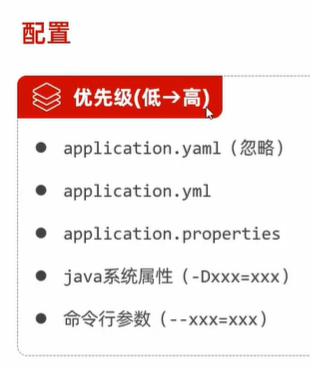 配置
优先级(低→高)
● application.yaml（忽略）
● application.yml
● application.properties
● java系统属性（-Dxxx=xxx）
● 命令行参数（--xxx=xxx）